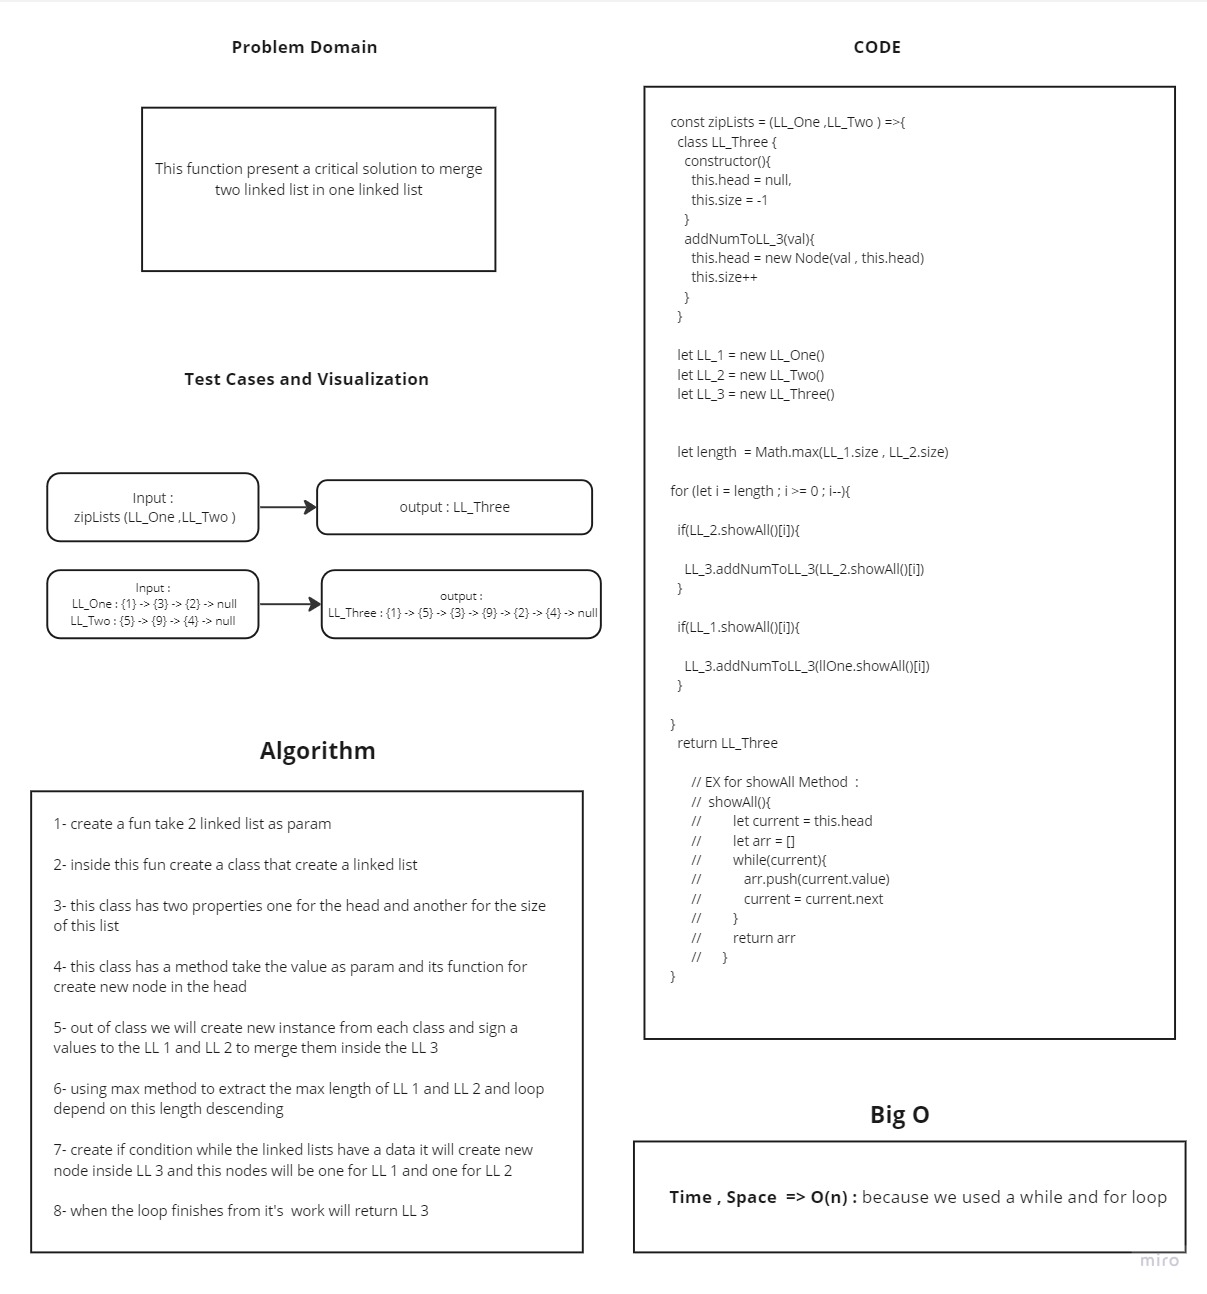 Problem Domain
This function present a critical solution to merge
two linked list in one linked list
Test Cases and Visualization
Input :
zipLists (LL_One ,LL_Two )
output : LL_Three
Input :
LL_One : {1} -> {3} -> {2} -> null
LL_Two : {5} -> {9} -> {4} -> null
output :
LL_Three : {1} -> {5} -> {3} -> {9} -> {2} -> {4} -> null
Algorithm
1- create a fun take 2 linked list as param
2- inside this fun create a class that create a linked list
3- this class has two properties one for the head and another for the size
of this list
4- this class has a method take the value as param and its function for
create new node in the head
5- out of class we will create new instance from each class and sign a
values to the LL 1 and LL 2 to merge them inside the LL 3
6- using max method to extract the max length of LL 1 and LL 2 and loop
depend on this length descending
7- create if condition while the linked lists have a data it will create new
node inside LL 3 and this nodes will be one for LL 1 and one for LL 2
8- when the loop finishes from it's  work will return LL 3
CODE
const zipLists = (LL_One ,LL_Two ) =>{
  class LL_Three {
    constructor(){
      this.head = null,
      this.size = -1
    }
    addNumToLL_3(val){
      this.head = new Node(val , this.head)
      this.size++
    }
  }
  let LL_1 = new LL_One()
  let LL_2 = new LL_Two()
  let LL_3 = new LL_Three()
  let length  = Math.max(LL_1.size , LL_2.size)
for (let i = length ; i >= 0 ; i--){
  if(LL_2.showAll()[i]){
    LL_3.addNumToLL_3(LL_2.showAll()[i])
  }
  if(LL_1.showAll()[i]){
    LL_3.addNumToLL_3(llOne.showAll()[i])
  }
}
  return LL_Three
      // EX for showAll Method  :
      //  showAll(){
      //         let current = this.head
      //         let arr = []
      //         while(current){
      //            arr.push(current.value)
      //            current = current.next
      //         }
      //         return arr
      //      }
}
Big O
Time , Space  => O(n) : because we used a while and for loop
miro